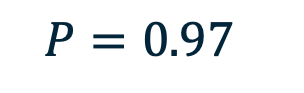 P = 0.97